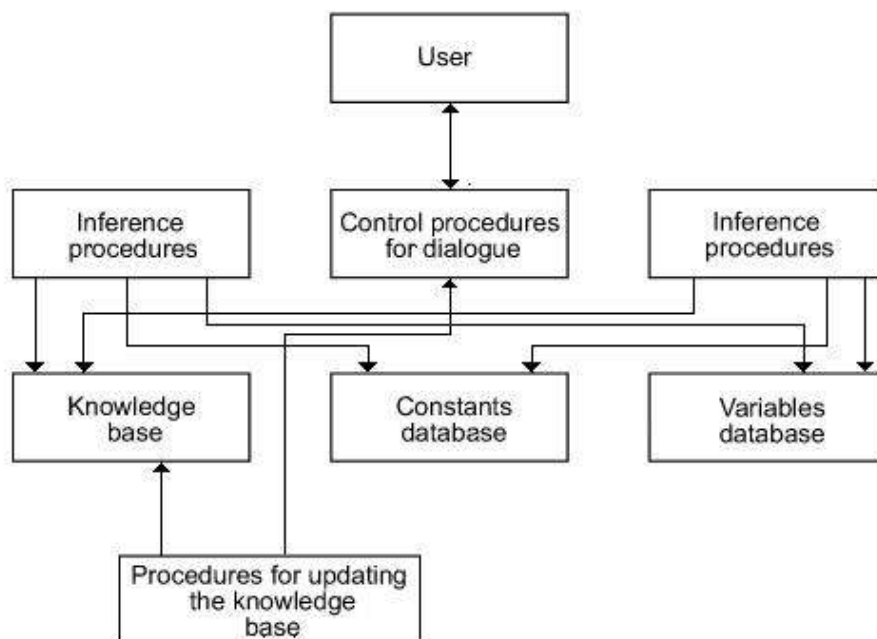 User
Inference
procedures
Control procedures
for dialogue
Inference
procedures
Knowledge
base
Constants
database
Variables
database
Procedures for updating
the knowledge
base